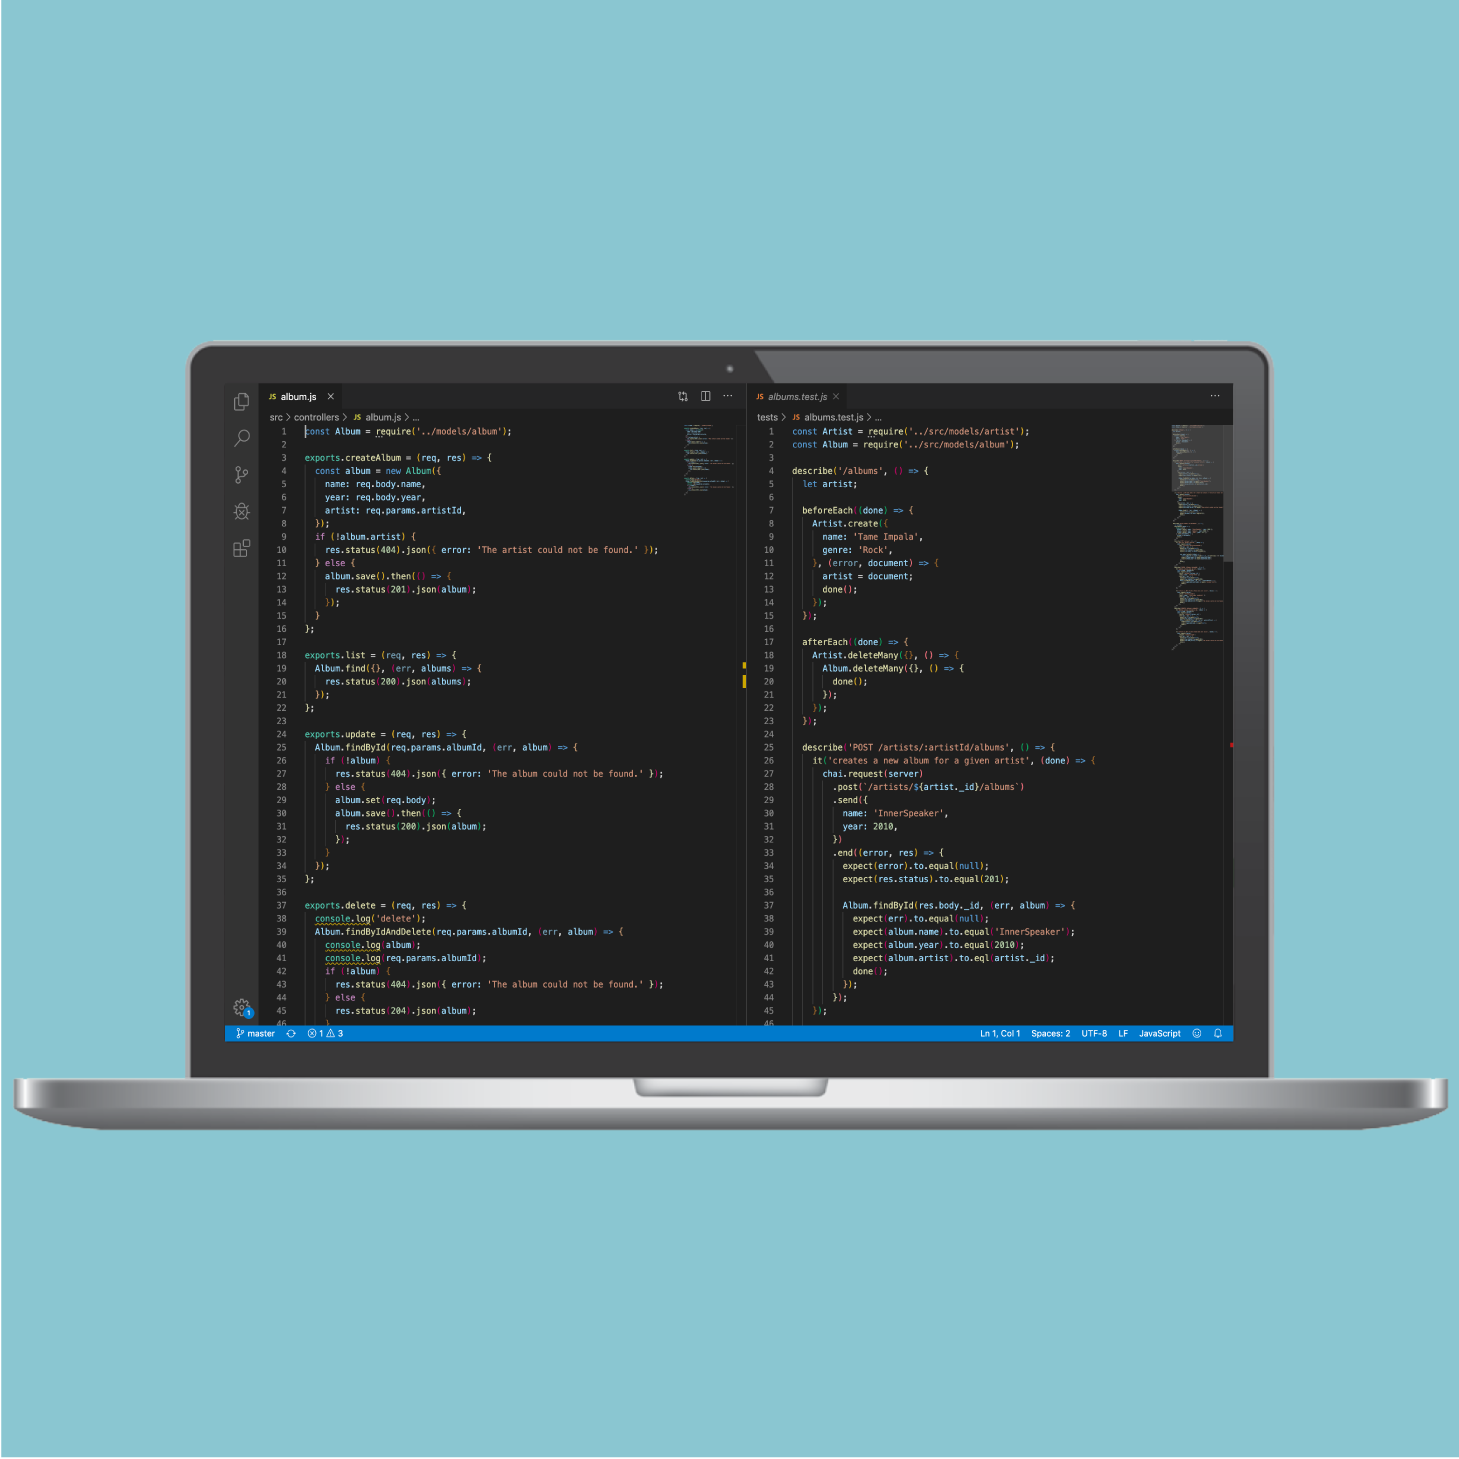 JS album.js ×
src > controllers > JS album.js > ...
1 const Album = require('../models/album');
2
3 exports.createAlbum = (req, res) => {
4 const album = new Album({
5 name: req.body.name,
6 year: req.body.year,
7 artist: req.params.artistId,
8 });
9 if (!album.artist) {
10 res.status(404).json({ error: 'The artist could not be found.' });
11 } else {
12 album.save().then(() => {
13 res.status(201).json(album);
14 });
15 }
16 };
17
18 exports.list = (req, res) => {
19 Album.find({}, (err, albums) => {
20 res.status(200).json(albums);
21 });
22 };
23
24 exports.update = (req, res) => {
25 Album.findById(req.params.albumId, (err, album) => {
26 if (!album) {
27 res.status(404).json({ error: 'The album could not be found.' });
28 } else {
29 album.set(req.body);
30 album.save().then(() => {
31 res.status(200).json(album);
32 });
33 }
34 });
35 };
36
37 exports.delete = (req, res) => {
38 console.log('delete');
39 Album.findByIdAndDelete(req.params.albumId, (err, album) => {
40 console.log(album);
41 console.log(req.params.albumId);
42 if (!album) {
43 res.status(404).json({ error: 'The album could not be found.' });
44 } else {
45 res.status(204).json(album);
46 }
JS albums.test.js ×
tests > JS albums.test.js > ...
1 const Artist = require('../src/models/artist');
2 const Album = require('../src/models/album');
3
4 describe('/albums', () => {
5 let artist;
6
7 beforeEach((done) => {
8 Artist.create({
9 name: 'Tame Impala',
10 genre: 'Rock',
11 }, (error, document) => {
12 artist = document;
13 done();
14 });
15 });
16
17 afterEach((done) => {
18 Artist.deleteMany({}, () => {
19 Album.deleteMany({}, () => {
20 done();
21 });
22 });
23 });
24
25 describe('POST /artists/:artistId/albums', () => {
26 it('creates a new album for a given artist', (done) => {
27 chai.request(server)
28 .post(`/artists/${artist._id}/albums`)
29 .send({
30 name: 'InnerSpeaker',
31 year: 2010,
32 })
33 .end((error, res) => {
34 expect(error).to.equal(null);
35 expect(res.status).to.equal(201);
36
37 Album.findById(res.body._id, (err, album) => {
38 expect(err).to.equal(null);
39 expect(album.name).to.equal('InnerSpeaker');
40 expect(album.year).to.equal(2010);
41 expect(album.artist).to.eql(artist._id);
42 done();
43 });
44 });
45 });
46
1
master 1 3 Ln 1, Col 1 Spaces: 2 UTF-8 LF JavaScript